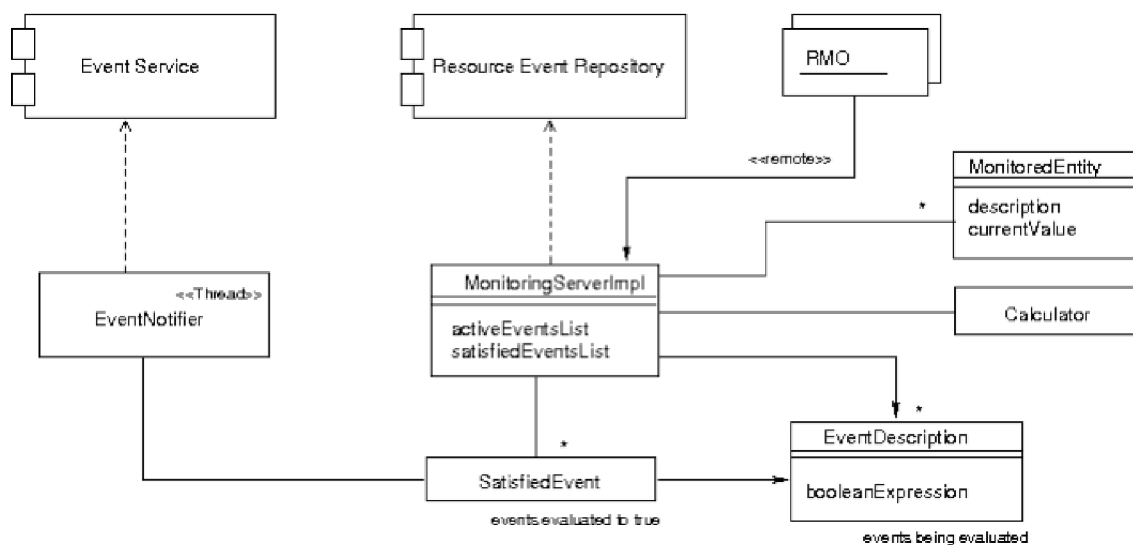 Event Service
Resource Event Repository
RMO
<<remote>>
MonitoredEntity
description
currentValue
*
<<Thread>>
EventNotifier
MonitoringServerImpl
activeEventsList
satisfiedEventsList
Calculator
*
EventDescription
booleanExpression
*
SatisfiedEvent
events evaluated to true
events being evaluated